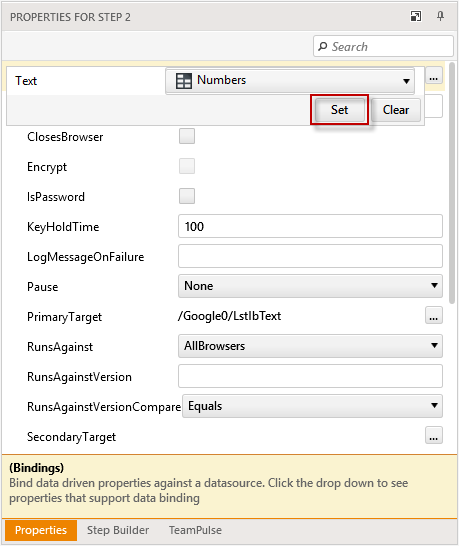 PROPERTIES FOR STEP 2
Search
Text Numbers ...
Set Clear
ClosesBrowser
Encrypt
IsPassword
KeyHoldTime 100
LogMessageOnFailure
Pause None
PrimaryTarget /Google0/LstIbText ...
RunsAgainst AllBrowsers
RunsAgainstVersion
RunsAgainstVersionCompare Equals
SecondaryTarget ...
(Bindings)
Bind data driven properties against a datasource. Click the drop down to see
properties that support data binding
Properties Step Builder TeamPulse